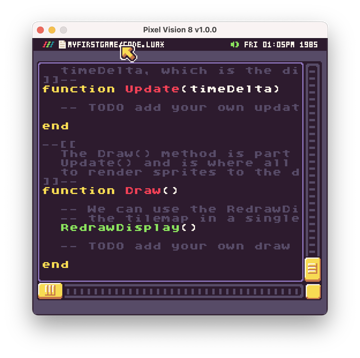 Pixel Vision 8 v1.0.0
MYFIRSTGAME/CODE.LUA* FRI 01:05PM 1985
timeDelta, which is the di
]]--
function Update(timeDelta)
-- TODO add your own updat
end
--[[
The Draw() method is part
Update() and is where all
to render sprites to the d
]]--
function Draw()
-- We can use the RedrawDi
-- the tilemap in a single
RedrawDisplay()
-- TODO add your own draw
end